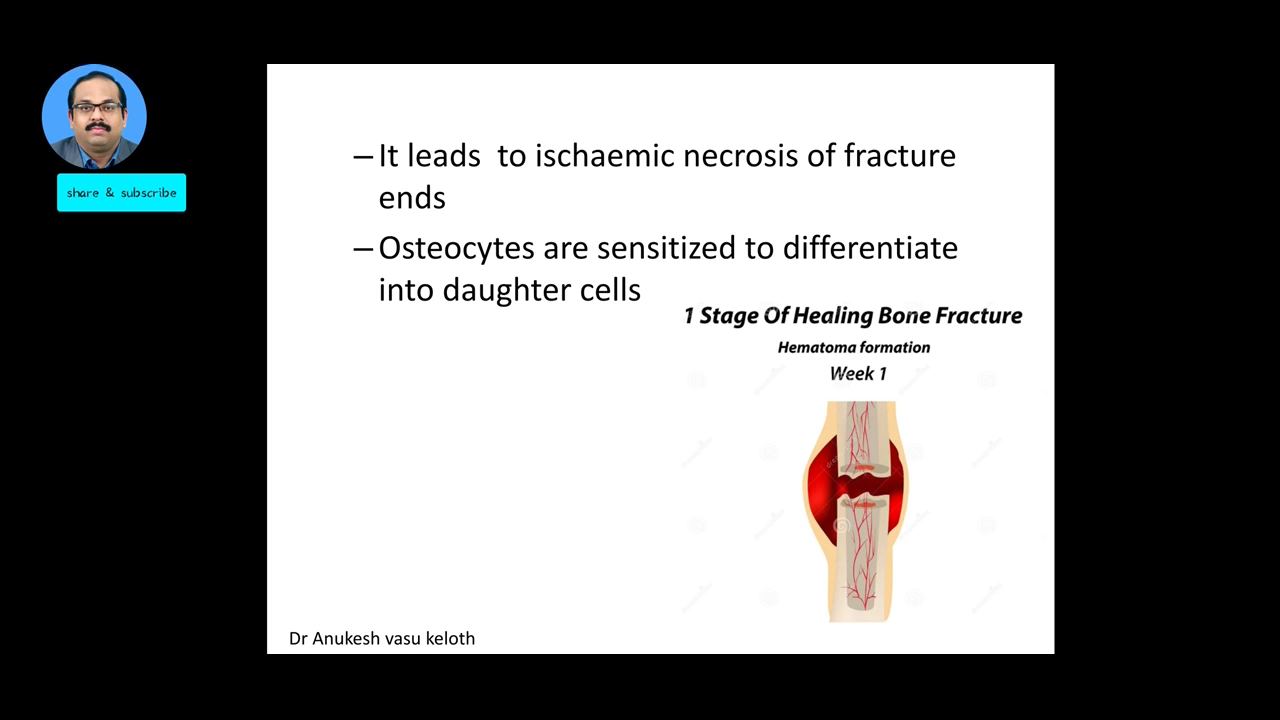 share & subscribe
– It leads to ischaemic necrosis of fracture
ends
– Osteocytes are sensitized to differentiate
into daughter cells
1 Stage Of Healing Bone Fracture
Hematoma formation
Week 1
Dr Anukesh vasu keloth